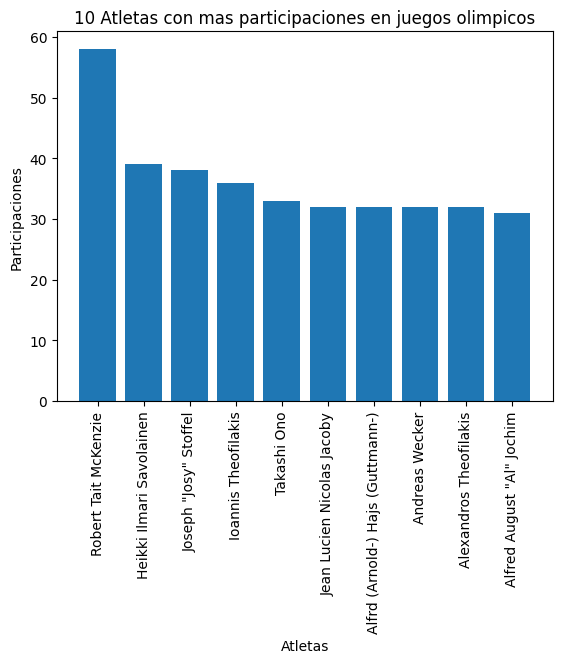 10 Atletas con mas participaciones en juegos olimpicos
Participaciones
60
50
40
30
20
10
0
Robert Tait McKenzie
Heikki Ilmari Savolainen
Joseph "Josy" Stoffel
Ioannis Theofilakis
Takashi Ono
Jean Lucien Nicolas Jacoby
Alfrd (Arnold-) Hajs (Guttmann-)
Andreas Wecker
Alexandros Theofilakis
Alfred August "Al" Jochim
Atletas